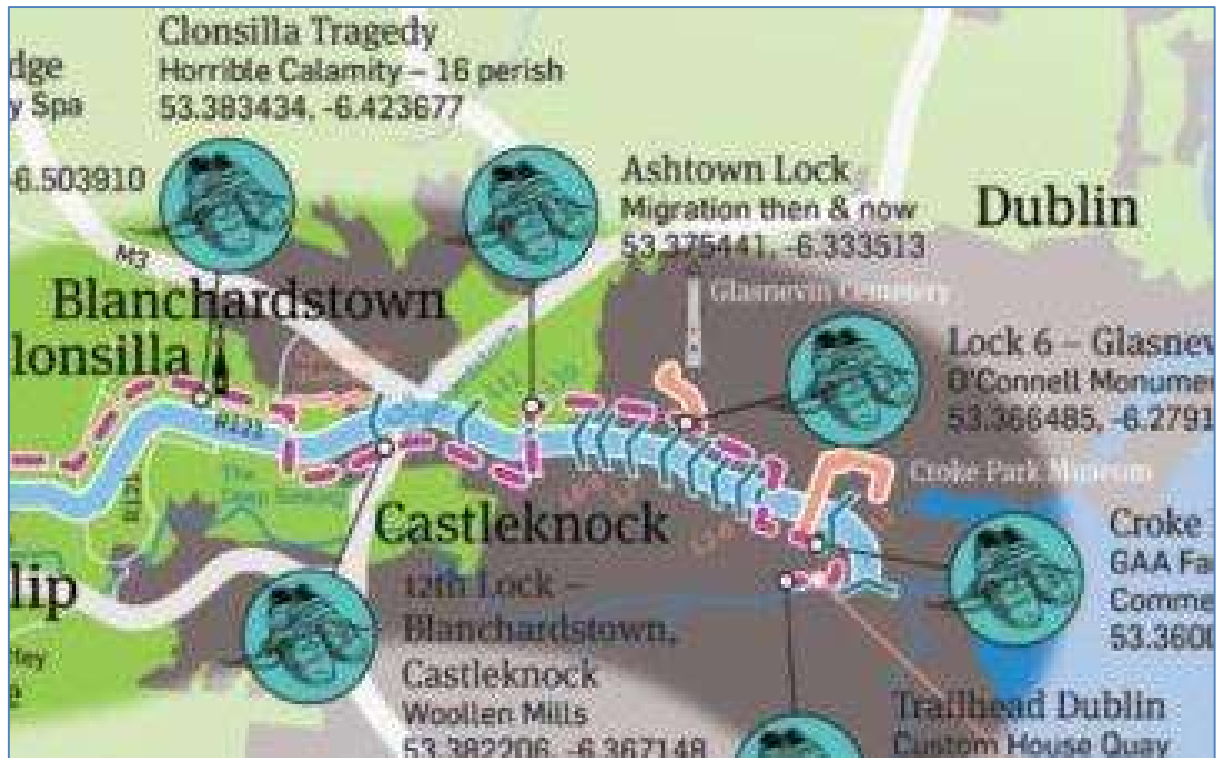 Clonsilla Tragedy
Horrible Calamity – 16 perish
53.383434, -6.423677
dge
y Spa
-6.503910
Ashtown Lock
Migration then & now
53.375441, -6.333513
Dublin
M3
Glasnevin Cemetery
Blanchardstown
lonsilla
Lock 6 – Glasnev
O'Connell Monume
53.366485, -6.2791
R121
The
Croke Park Museum
Castleknock
Croke
GAA Fa
Comme
53.360
lip
12th Lock –
Blanchardstown,
Castleknock
Woollen Mills
53.382206, -6.367148
Trailhead Dublin
Custom House Quay